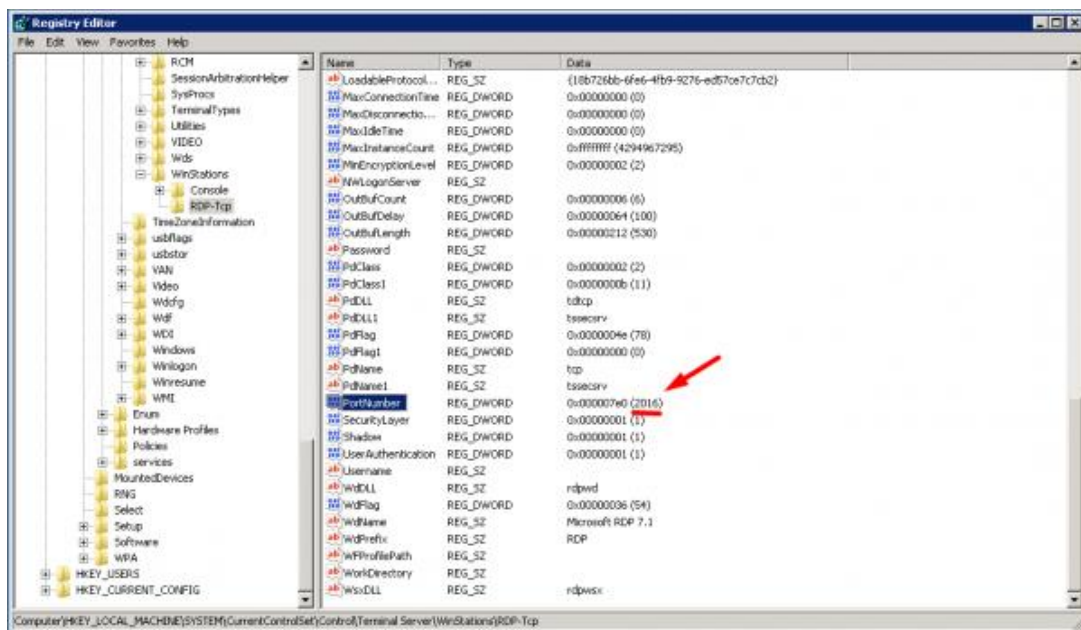 Registry Editor
File Edit View Favorites Help
RCM
SessionArbitrationHelper
SysProcs
TerminalTypes
Utilities
VIDEO
Wds
WinStations
Console
RDP-Tcp
TimeZoneInformation
usbflags
usbstor
VAN
Video
Wdcfg
Wdf
WDI
Windows
Winlogon
Winresume
WMI
Enum
Hardware Profiles
Policies
services
MountedDevices
RNG
Select
Setup
Software
WPA
HKEY_USERS
HKEY_CURRENT_CONFIG
Name Type Data
LoadableProtocol... REG_SZ {18b726bb-6fe6-4fb9-9276-ed57ce7c7cb2}
MaxConnectionTime REG_DWORD 0x00000000 (0)
MaxDisconnectio... REG_DWORD 0x00000000 (0)
MaxIdleTime REG_DWORD 0x00000000 (0)
MaxInstanceCount REG_DWORD 0xffffffff (4294967295)
MinEncryptionLevel REG_DWORD 0x00000002 (2)
NWLogonServer REG_SZ
OutBufCount REG_DWORD 0x00000006 (6)
OutBufDelay REG_DWORD 0x00000064 (100)
OutBufLength REG_DWORD 0x00000212 (530)
Password REG_SZ
PdClass REG_DWORD 0x00000002 (2)
PdClass1 REG_DWORD 0x0000000b (11)
PdDLL REG_SZ tdtcp
PdDLL1 REG_SZ tssecsrv
PdFlag REG_DWORD 0x0000004e (78)
PdFlag1 REG_DWORD 0x00000000 (0)
PdName REG_SZ tcp
PdName1 REG_SZ tssecsrv
PortNumber REG_DWORD 0x000007e0 (2016)
SecurityLayer REG_DWORD 0x00000001 (1)
Shadow REG_DWORD 0x00000001 (1)
UserAuthentication REG_DWORD 0x00000001 (1)
Username REG_SZ
WdDLL REG_SZ rdpwd
WdFlag REG_DWORD 0x00000036 (54)
WdName REG_SZ Microsoft RDP 7.1
WdPrefix REG_SZ RDP
WFProfilePath REG_SZ
WorkDirectory REG_SZ
WsxDLL REG_SZ rdpwsx
Computer\HKEY_LOCAL_MACHINE\SYSTEM\CurrentControlSet\Control\Terminal Server\WinStations\RDP-Tcp